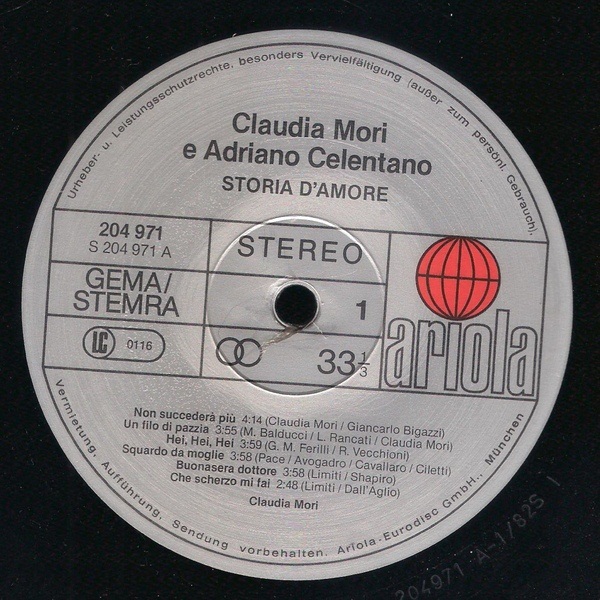 Urheber- u. Leistungsschutzrechte, besonders Vervielfältigung (außer zum persönl. Gebrauch),
Claudia Mori
e Adriano Celentano
STORIA D'AMORE
204 971
S 204 971 A
STEREO
GEMA/
STEMRA
1
LC 0116
33 1/3
ariola
Non succederà più 4:14 (Claudia Mori / Giancarlo Bigazzi)
Un filo di pazzia 3:55 (M. Balducci / L. Rancati / Claudia Mori)
Hei, Hei, Hei 3:59 (G. M. Ferilli / R. Vecchioni)
Squardo da moglie 3:58 (Pace / Avogadro / Cavallaro / Ciletti)
Buonasera dottore 3:58 (Limiti / Shapiro)
Che scherzo mi fai 2:48 (Limiti / Dall'Aglio)
Claudia Mori
Vermietung, Aufführung, Sendung vorbehalten. Ariola-Eurodisc GmbH., München
204971 A-1/82S